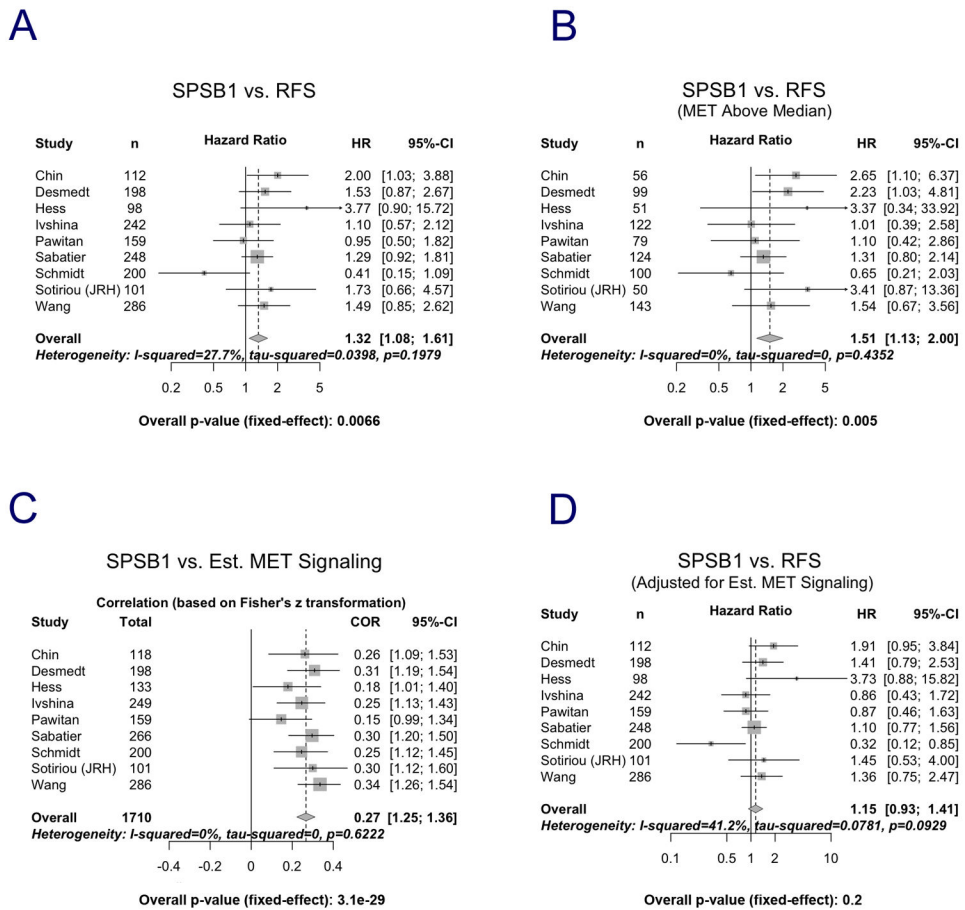 A
SPSB1 vs. RFS
Study n Hazard Ratio HR 95%-CI
Chin 112 2.00 [1.03; 3.88]
Desmedt 198 1.53 [0.87; 2.67]
Hess 98 3.77 [0.90; 15.72]
Ivshina 242 1.10 [0.57; 2.12]
Pawitan 159 0.95 [0.50; 1.82]
Sabatier 248 1.29 [0.92; 1.81]
Schmidt 200 0.41 [0.15; 1.09]
Sotiriou (JRH) 101 1.73 [0.66; 4.57]
Wang 286 1.49 [0.85; 2.62]
Overall 1.32 [1.08; 1.61]
Heterogeneity: I-squared=27.7%, tau-squared=0.0398, p=0.1979
0.2 0.5 1 2 5
Overall p-value (fixed-effect): 0.0066
B
SPSB1 vs. RFS
(MET Above Median)
Study n Hazard Ratio HR 95%-CI
Chin 56 2.65 [1.10; 6.37]
Desmedt 99 2.23 [1.03; 4.81]
Hess 51 3.37 [0.34; 33.92]
Ivshina 122 1.01 [0.39; 2.58]
Pawitan 79 1.10 [0.42; 2.86]
Sabatier 124 1.31 [0.80; 2.14]
Schmidt 100 0.65 [0.21; 2.03]
Sotiriou (JRH) 50 3.41 [0.87; 13.36]
Wang 143 1.54 [0.67; 3.56]
Overall 1.51 [1.13; 2.00]
Heterogeneity: I-squared=0%, tau-squared=0, p=0.4352
0.2 0.5 1 2 5
Overall p-value (fixed-effect): 0.005
C
SPSB1 vs. Est. MET Signaling
Correlation (based on Fisher's z transformation)
Study Total COR 95%-CI
Chin 118 0.26 [1.09; 1.53]
Desmedt 198 0.31 [1.19; 1.54]
Hess 133 0.18 [1.01; 1.40]
Ivshina 249 0.25 [1.13; 1.43]
Pawitan 159 0.15 [0.99; 1.34]
Sabatier 266 0.30 [1.20; 1.50]
Schmidt 200 0.25 [1.12; 1.45]
Sotiriou (JRH) 101 0.30 [1.12; 1.60]
Wang 286 0.34 [1.26; 1.54]
Overall 1710 0.27 [1.25; 1.36]
Heterogeneity: I-squared=0%, tau-squared=0, p=0.6222
-0.4 -0.2 0 0.2 0.4
Overall p-value (fixed-effect): 3.1e-29
D
SPSB1 vs. RFS
(Adjusted for Est. MET Signaling)
Study n Hazard Ratio HR 95%-CI
Chin 112 1.91 [0.95; 3.84]
Desmedt 198 1.41 [0.79; 2.53]
Hess 98 3.73 [0.88; 15.82]
Ivshina 242 0.86 [0.43; 1.72]
Pawitan 159 0.87 [0.46; 1.63]
Sabatier 248 1.10 [0.77; 1.56]
Schmidt 200 0.32 [0.12; 0.85]
Sotiriou (JRH) 101 1.45 [0.53; 4.00]
Wang 286 1.36 [0.75; 2.47]
Overall 1.15 [0.93; 1.41]
Heterogeneity: I-squared=41.2%, tau-squared=0.0781, p=0.0929
0.1 0.5 1 2 10
Overall p-value (fixed-effect): 0.2